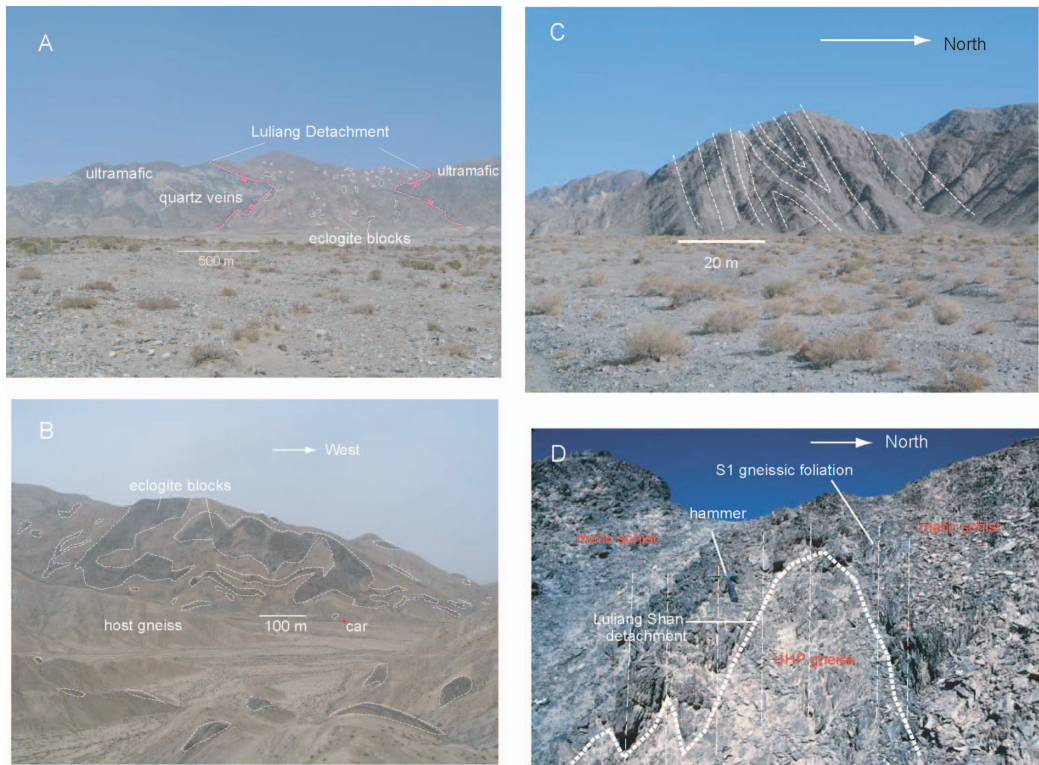 A
Luliang Detachment
ultramafic
ultramafic
quartz veins
eclogite blocks
500 m
B
West
eclogite blocks
host gneiss
100 m
car
C
North
20 m
D
North
S1 gneissic foliation
hammer
mafic schist
mafic schist
Luliang Shan
detachment
UHP gneiss